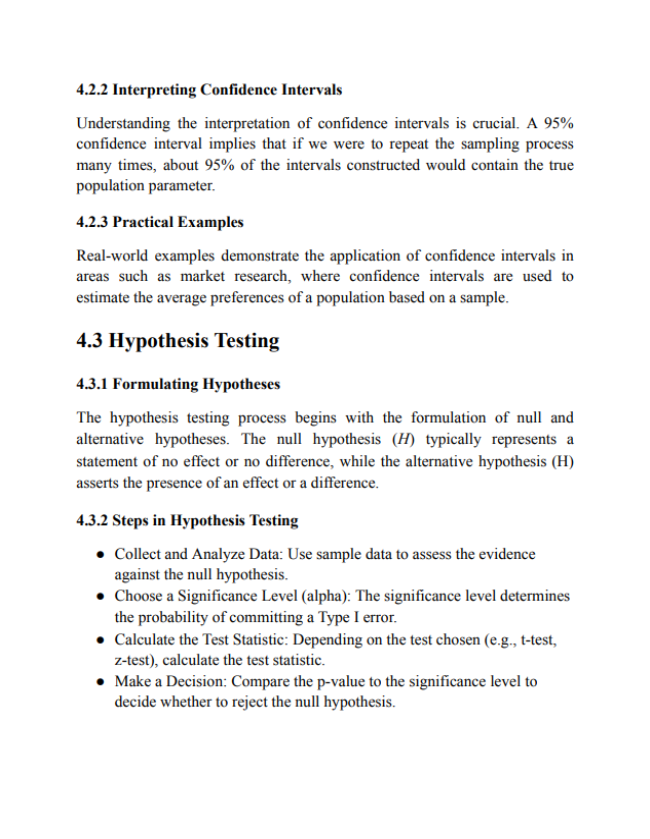 4.2.2 Interpreting Confidence Intervals
Understanding the interpretation of confidence intervals is crucial. A 95%
confidence interval implies that if we were to repeat the sampling process
many times, about 95% of the intervals constructed would contain the true
population parameter.
4.2.3 Practical Examples
Real-world examples demonstrate the application of confidence intervals in
areas such as market research, where confidence intervals are used to
estimate the average preferences of a population based on a sample.
4.3 Hypothesis Testing
4.3.1 Formulating Hypotheses
The hypothesis testing process begins with the formulation of null and
alternative hypotheses. The null hypothesis (H) typically represents a
statement of no effect or no difference, while the alternative hypothesis (H)
asserts the presence of an effect or a difference.
4.3.2 Steps in Hypothesis Testing
● Collect and Analyze Data: Use sample data to assess the evidence
against the null hypothesis.
● Choose a Significance Level (alpha): The significance level determines
the probability of committing a Type I error.
● Calculate the Test Statistic: Depending on the test chosen (e.g., t-test,
z-test), calculate the test statistic.
● Make a Decision: Compare the p-value to the significance level to
decide whether to reject the null hypothesis.